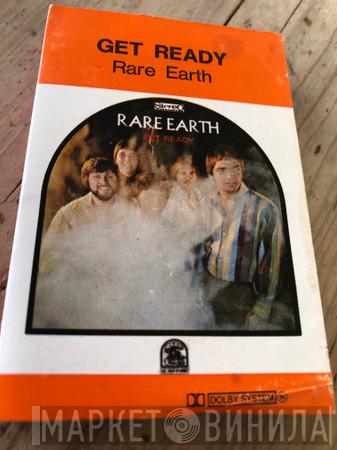 GET READY
Rare Earth
Stereo
RARE EARTH
GET READY
DOLBY SYSTEM ®
МАРКЕТ ВИНИЛА